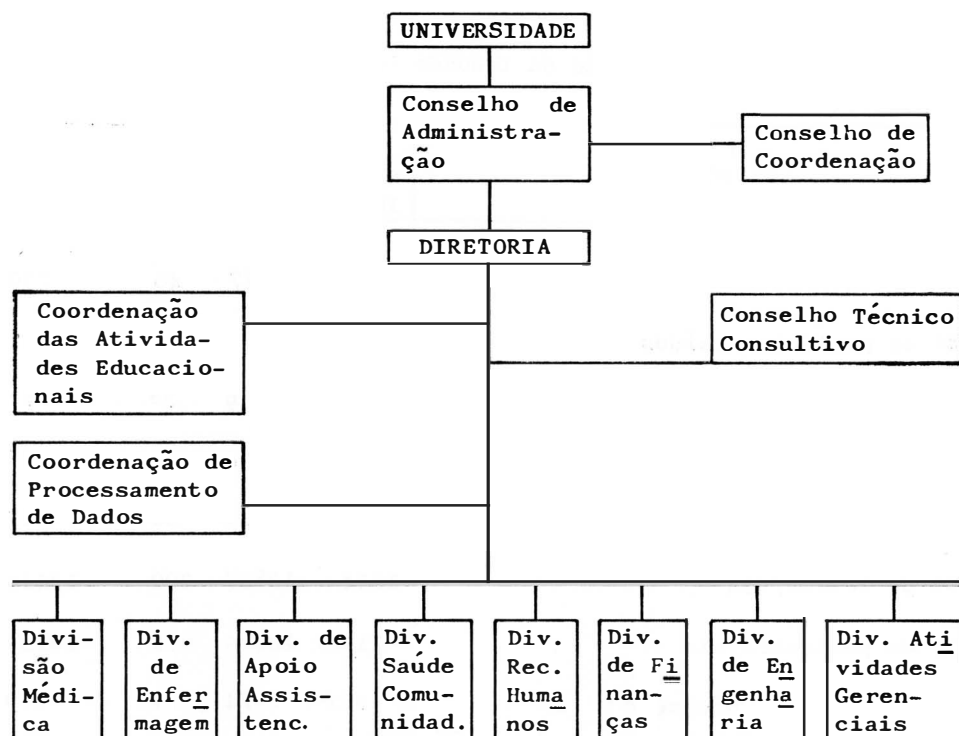 UNIVERSIDADE
Conselho de
Administra-
ção
Conselho de
Coordenação
DIRETORIA
Coordenação
das Ativida-
des Educacio-
nais
Conselho Técnico
Consultivo
Coordenação de
Processamento
de Dados
Divi-
são
Médi-
ca
Div.
de
Enfer
magem
Div. de
Apoio
Assis-
tenc.
Div.
Saúde
Comu-
nidad.
Div.
Rec.
Huma
nos
Div.
de Fi
nan-
ças
Div.
de En
genha
ria
Div. Ati
vidades
Geren-
ciais